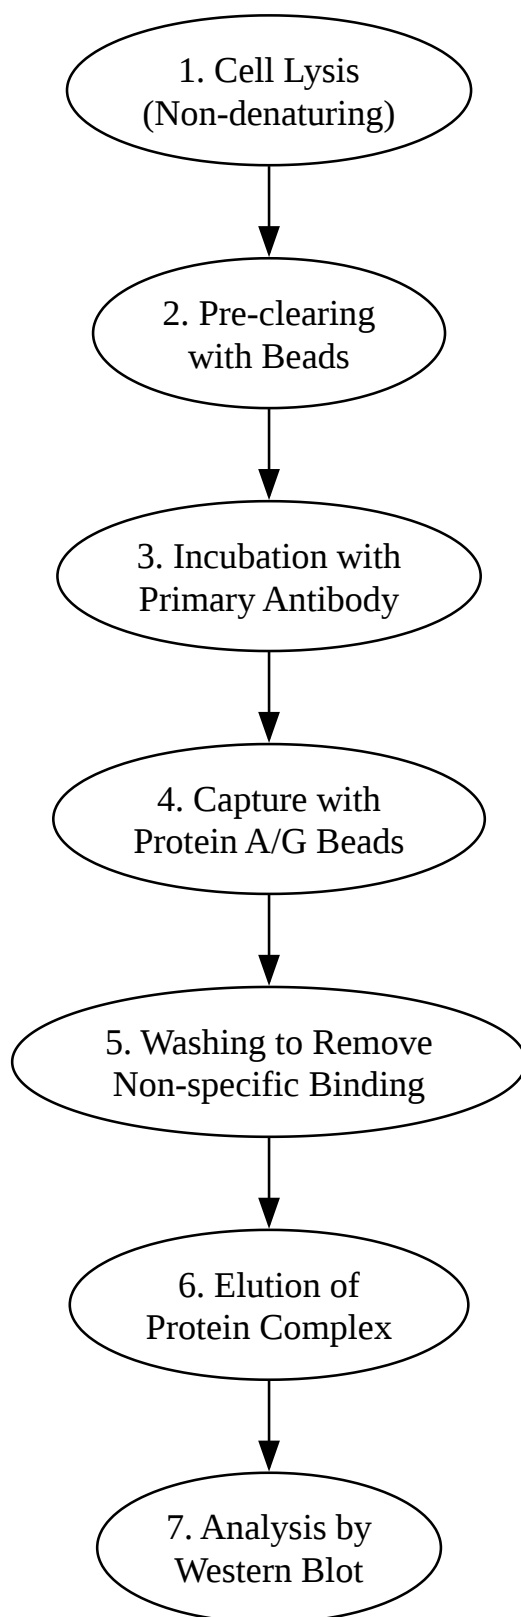 1. Cell Lysis
(Non-denaturing)
2. Pre-clearing
with Beads
3. Incubation with
Primary Antibody
4. Capture with
Protein A/G Beads
5. Washing to Remove
Non-specific Binding
6. Elution of
Protein Complex
7. Analysis by
Western Blot